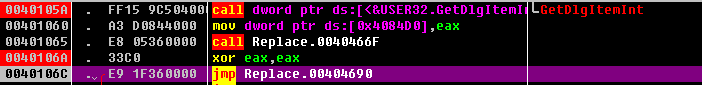 0040105A . FF15 9C504000 call dword ptr ds:[<&USER32.GetDlgItemInt GetDlgItemInt
00401060 . A3 D0844000 mov dword ptr ds:[0x4084D0],eax
00401065 . E8 05360000 call Replace.0040466F
0040106A . 33C0 xor eax,eax
0040106C . E9 1F360000 jmp Replace.00404690